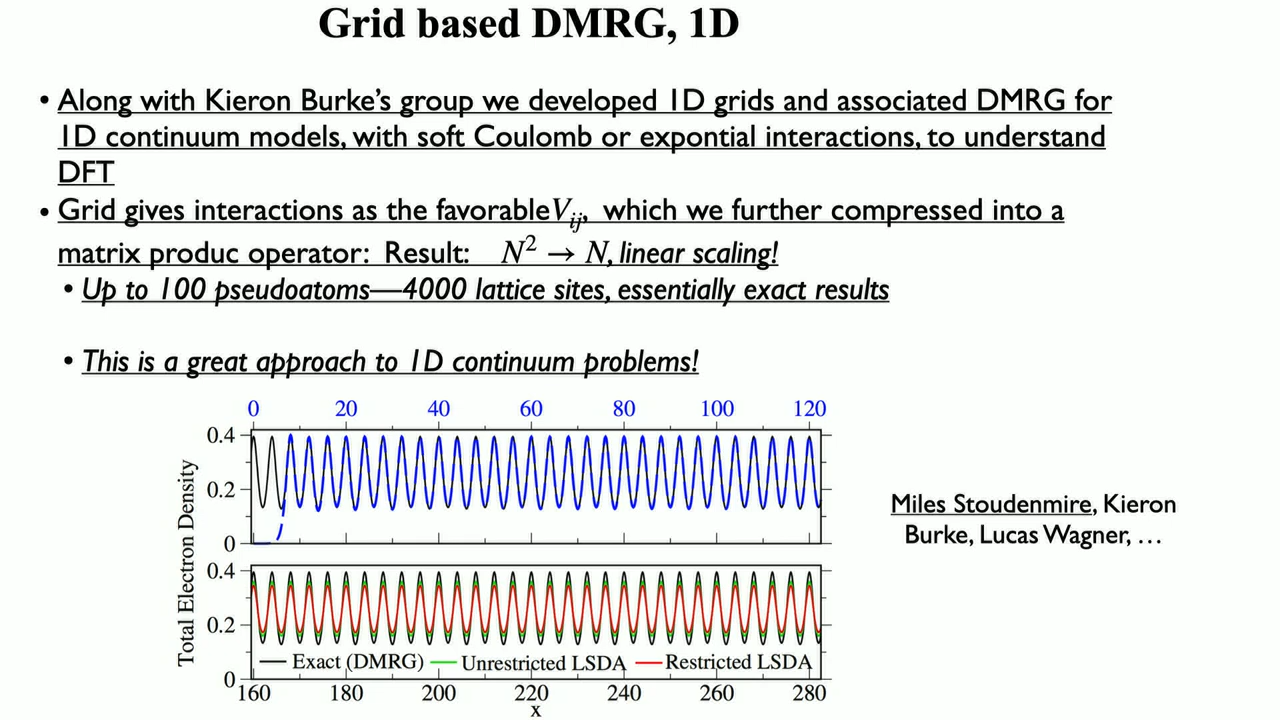 Grid based DMRG, 1D
• Along with Kieron Burke's group we developed 1D grids and associated DMRG for
1D continuum models, with soft Coulomb or expontial interactions, to understand
DFT
• Grid gives interactions as the favorable V_{ij}, which we further compressed into a
matrix produc operator: Result: N² → N, linear scaling!
• Up to 100 pseudoatoms—4000 lattice sites, essentially exact results
• This is a great approach to 1D continuum problems!
0 20 40 60 80 100 120
0.4
0.2
0
Total Electron Density
0.4
0.2
0
Exact (DMRG) Unrestricted LSDA Restricted LSDA
160 180 200 220 240 260 280
x
Miles Stoudenmire, Kieron
Burke, Lucas Wagner, …